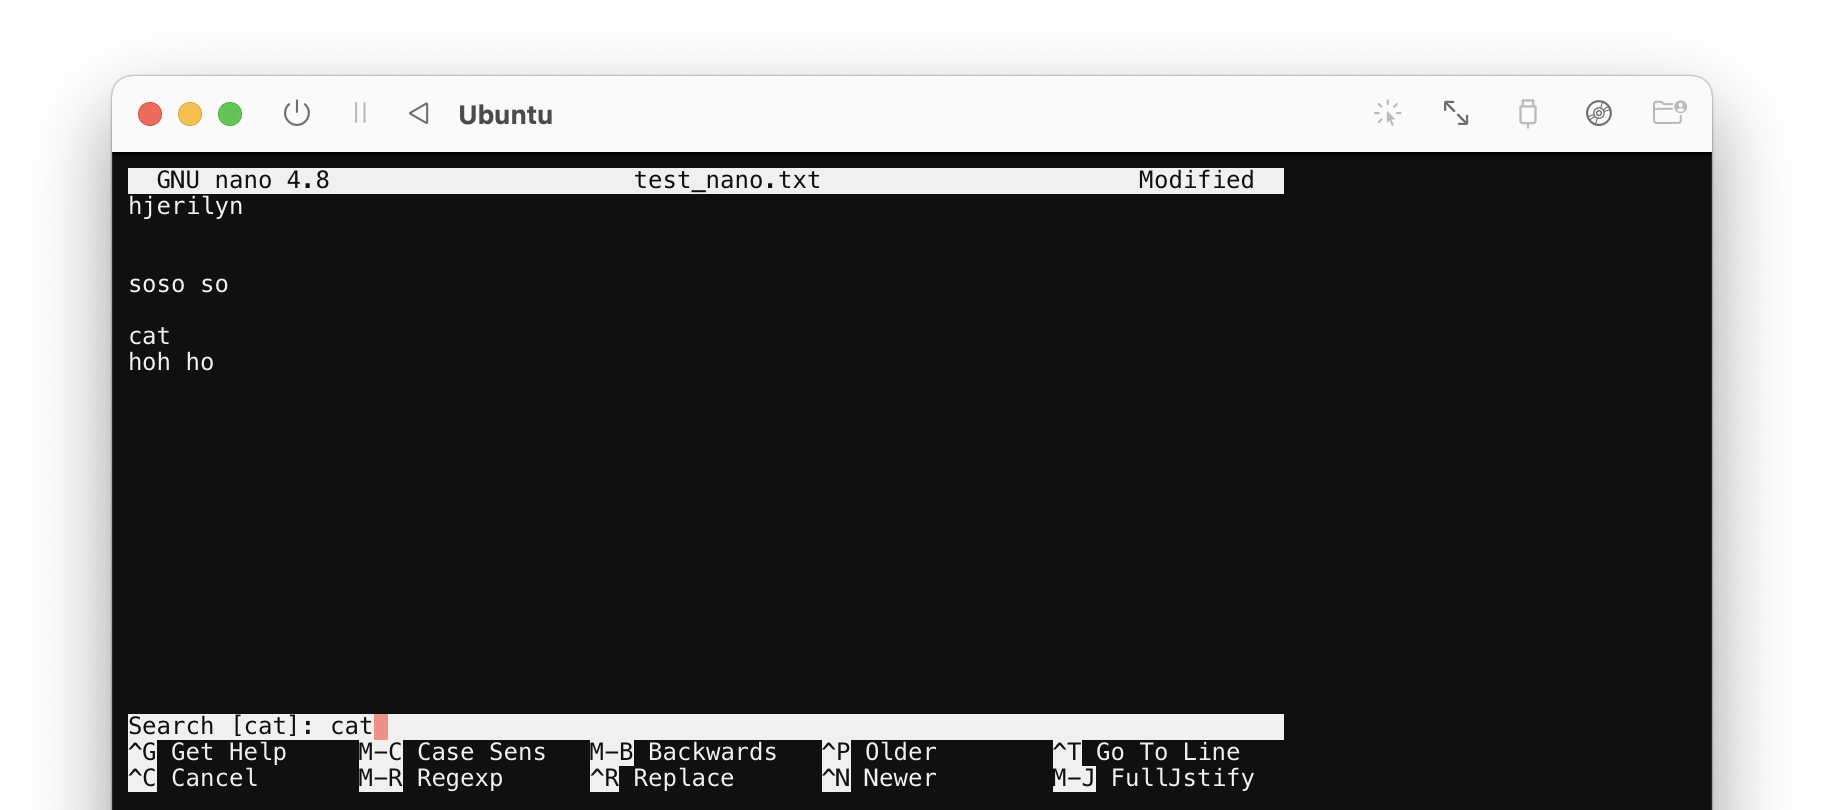 Ubuntu
GNU nano 4.8 test_nano.txt Modified
hjerilyn
soso so
cat
hoh ho
Search [cat]: cat
^G Get Help M-C Case Sens M-B Backwards ^P Older ^T Go To Line
^C Cancel M-R Regexp ^R Replace ^N Newer M-J FullJstify